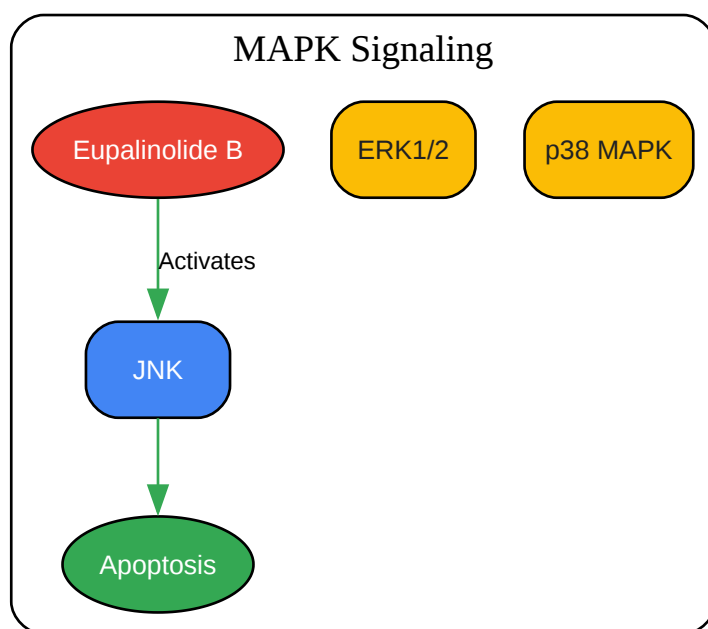 MAPK Signaling
Eupalinolide B
ERK1/2
p38 MAPK
Activates
JNK
Apoptosis